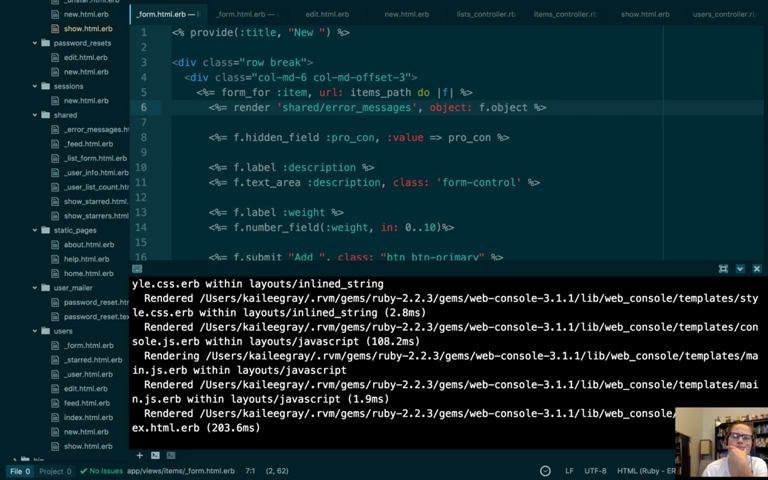 new.html.erb
show.html.erb
password_resets
edit.html.erb
new.html.erb
sessions
new.html.erb
shared
_error_messages.h
_feed.html.erb
_list_form.html.erb
_user_info.html.erb
_user_list_count.htm
show_starred.html.erb
show_starrers.html
static_pages
about.html.erb
help.html.erb
home.html.erb
user_mailer
password_reset.htm
password_reset.tex
users
_form.html.erb
_starred.html.erb
_user.html.erb
edit.html.erb
feed.html.erb
index.html.erb
new.html.erb
show.html.erb
_form.html.erb — l _form.html.erb — edit.html.erb new.html.erb lists_controller.rb items_controller.rb show.html.erb users_controller.rb
1 <% provide(:title, "New ") %>
2
3 <div class="row break">
4 <div class="col-md-6 col-md-offset-3">
5 <%= form_for :item, url: items_path do |f| %>
6 <%= render 'shared/error_messages', object: f.object %>
7
8 <%= f.hidden_field :pro_con, :value => pro_con %>
9
10 <%= f.label :description %>
11 <%= f.text_area :description, class: 'form-control' %>
12
13 <%= f.label :weight %>
14 <%= f.number_field(:weight, in: 0..10)%>
15
16 <%= f.submit "Add ", class: "btn btn-primary" %>
yle.css.erb within layouts/inlined_string
Rendered /Users/kaileegray/.rvm/gems/ruby-2.2.3/gems/web-console-3.1.1/lib/web_console/templates/sty
le.css.erb within layouts/inlined_string (2.8ms)
Rendered /Users/kaileegray/.rvm/gems/ruby-2.2.3/gems/web-console-3.1.1/lib/web_console/templates/con
sole.js.erb within layouts/javascript (108.2ms)
Rendering /Users/kaileegray/.rvm/gems/ruby-2.2.3/gems/web-console-3.1.1/lib/web_console/templates/ma
in.js.erb within layouts/javascript
Rendered /Users/kaileegray/.rvm/gems/ruby-2.2.3/gems/web-console-3.1.1/lib/web_console/templates/mai
n.js.erb within layouts/javascript (1.9ms)
Rendered /Users/kaileegray/.rvm/gems/ruby-2.2.3/gems/web-console-3.1.1/lib/web_console/
ex.html.erb (203.6ms)
File 0 Project 0 No Issues app/views/items/_form.html.erb 7:1 (2, 62) LF UTF-8 HTML (Ruby - ER